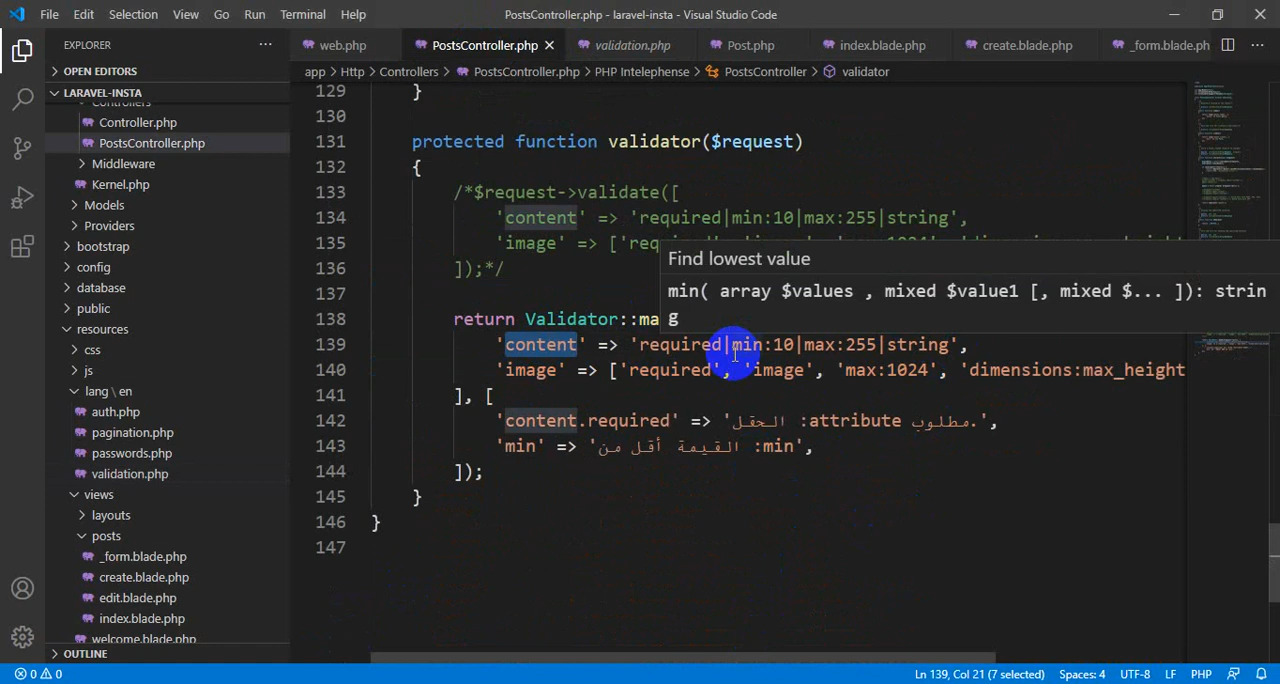 File Edit Selection View Go Run Terminal Help
PostsController.php - laravel-insta - Visual Studio Code
EXPLORER
web.php
PostsController.php
validation.php
Post.php
index.blade.php
create.blade.php
_form.blade.ph
OPEN EDITORS
app > Http > Controllers > PostsController.php > PHP Intelephense > PostsController > validator
LARAVEL-INSTA
Controllers
Controller.php
PostsController.php
Middleware
Kernel.php
Models
Providers
bootstrap
config
database
public
resources
css
js
lang \ en
auth.php
pagination.php
passwords.php
validation.php
views
layouts
posts
_form.blade.php
create.blade.php
edit.blade.php
index.blade.php
welcome.blade.php
OUTLINE
129 }
130
131 protected function validator($request)
132 {
133 /*$request->validate([
134 'content' => 'required|min:10|max:255|string',
135 'image' => ['req
136 ]);*/
137
138 return Validator::ma
139 'content' => 'required|min:10|max:255|string',
140 'image' => ['required', 'image', 'max:1024', 'dimensions:max_height
141 ], [
142 'content.required' => 'الحقل :attribute مطلوب.',
143 'min' => 'القيمة أقل من :min',
144 ]);
145 }
146 }
147
Find lowest value
min( array $values , mixed $value1 [, mixed $... ]): strin
g
0 0
Ln 139, Col 21 (7 selected) Spaces: 4 UTF-8 LF PHP